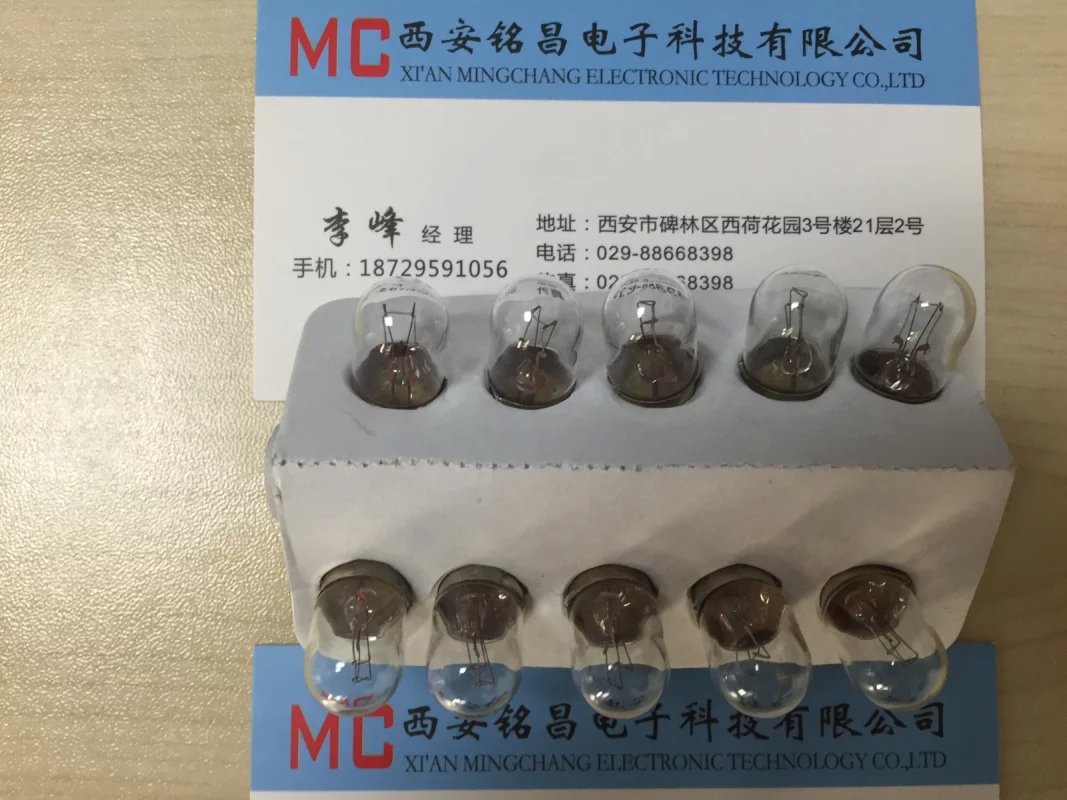 MC 西安铭昌电子科技有限公司
XI'AN MINGCHANG ELECTRONIC TECHNOLOGY CO.,LTD
李峰 经理
手机：18729591056
地址：西安市碑林区西荷花园3号楼21层2号
电话：029-88668398
真：02 8398
MC 西安铭昌电子科技有限公司
XI'AN MINGCHANG ELECTRONIC TECHNOLOGY CO.,LTD